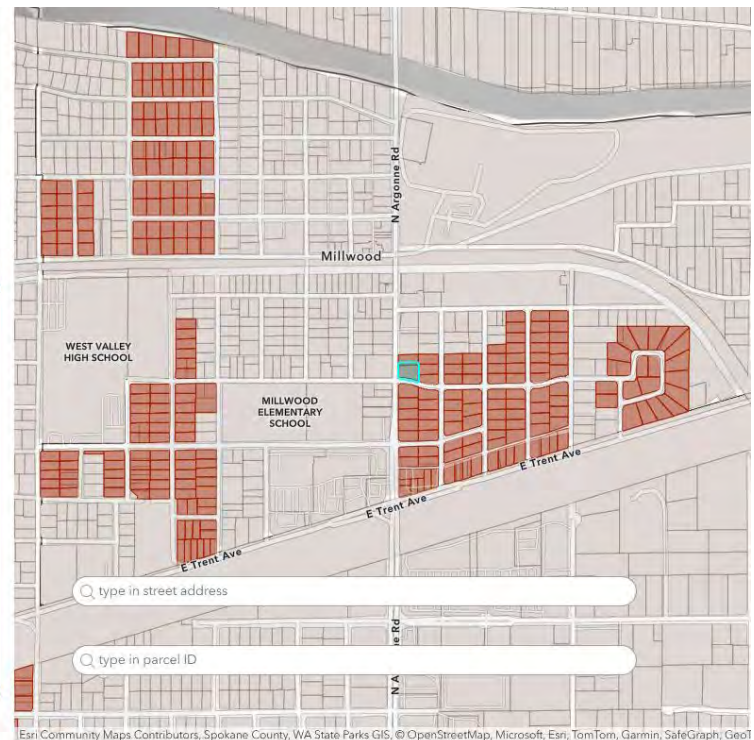 N Argonne Rd
Millwood
WEST VALLEY
HIGH SCHOOL
MILLWOOD
ELEMENTARY
SCHOOL
E Trent Ave
E Trent Ave
E Trent Ave
type in street address
type in parcel ID
Esri Community Maps Contributors, Spokane County, WA State Parks GIS, © OpenStreetMap, Microsoft, Esri, TomTom, Garmin, SafeGraph, GeoT